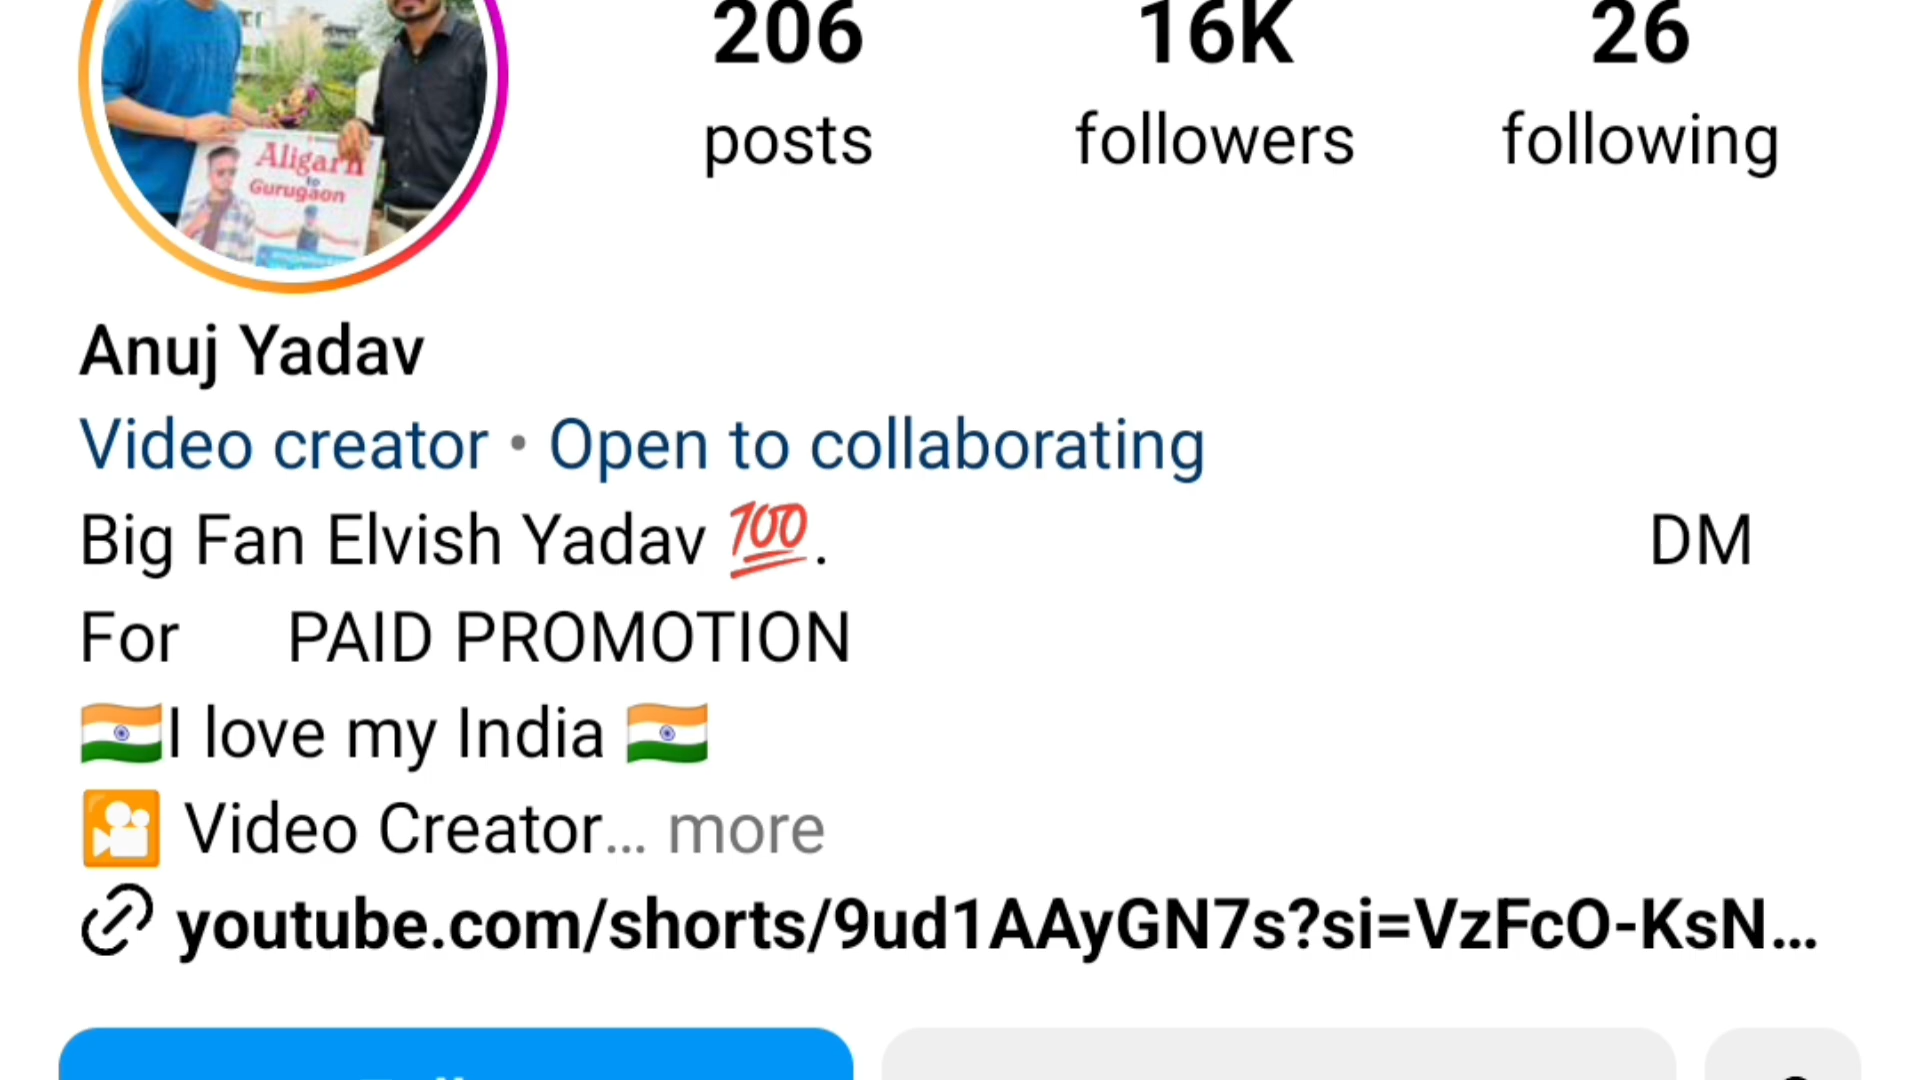 206 16K 26
posts followers following
Aligarh
to
Gurugaon
Anuj Yadav
Video creator • Open to collaborating
Big Fan Elvish Yadav 💯. DM
For PAID PROMOTION
🇮🇳I love my India 🇮🇳
🎦 Video Creator... more
youtube.com/shorts/9ud1AAyGN7s?si=VzFcO-KsN...